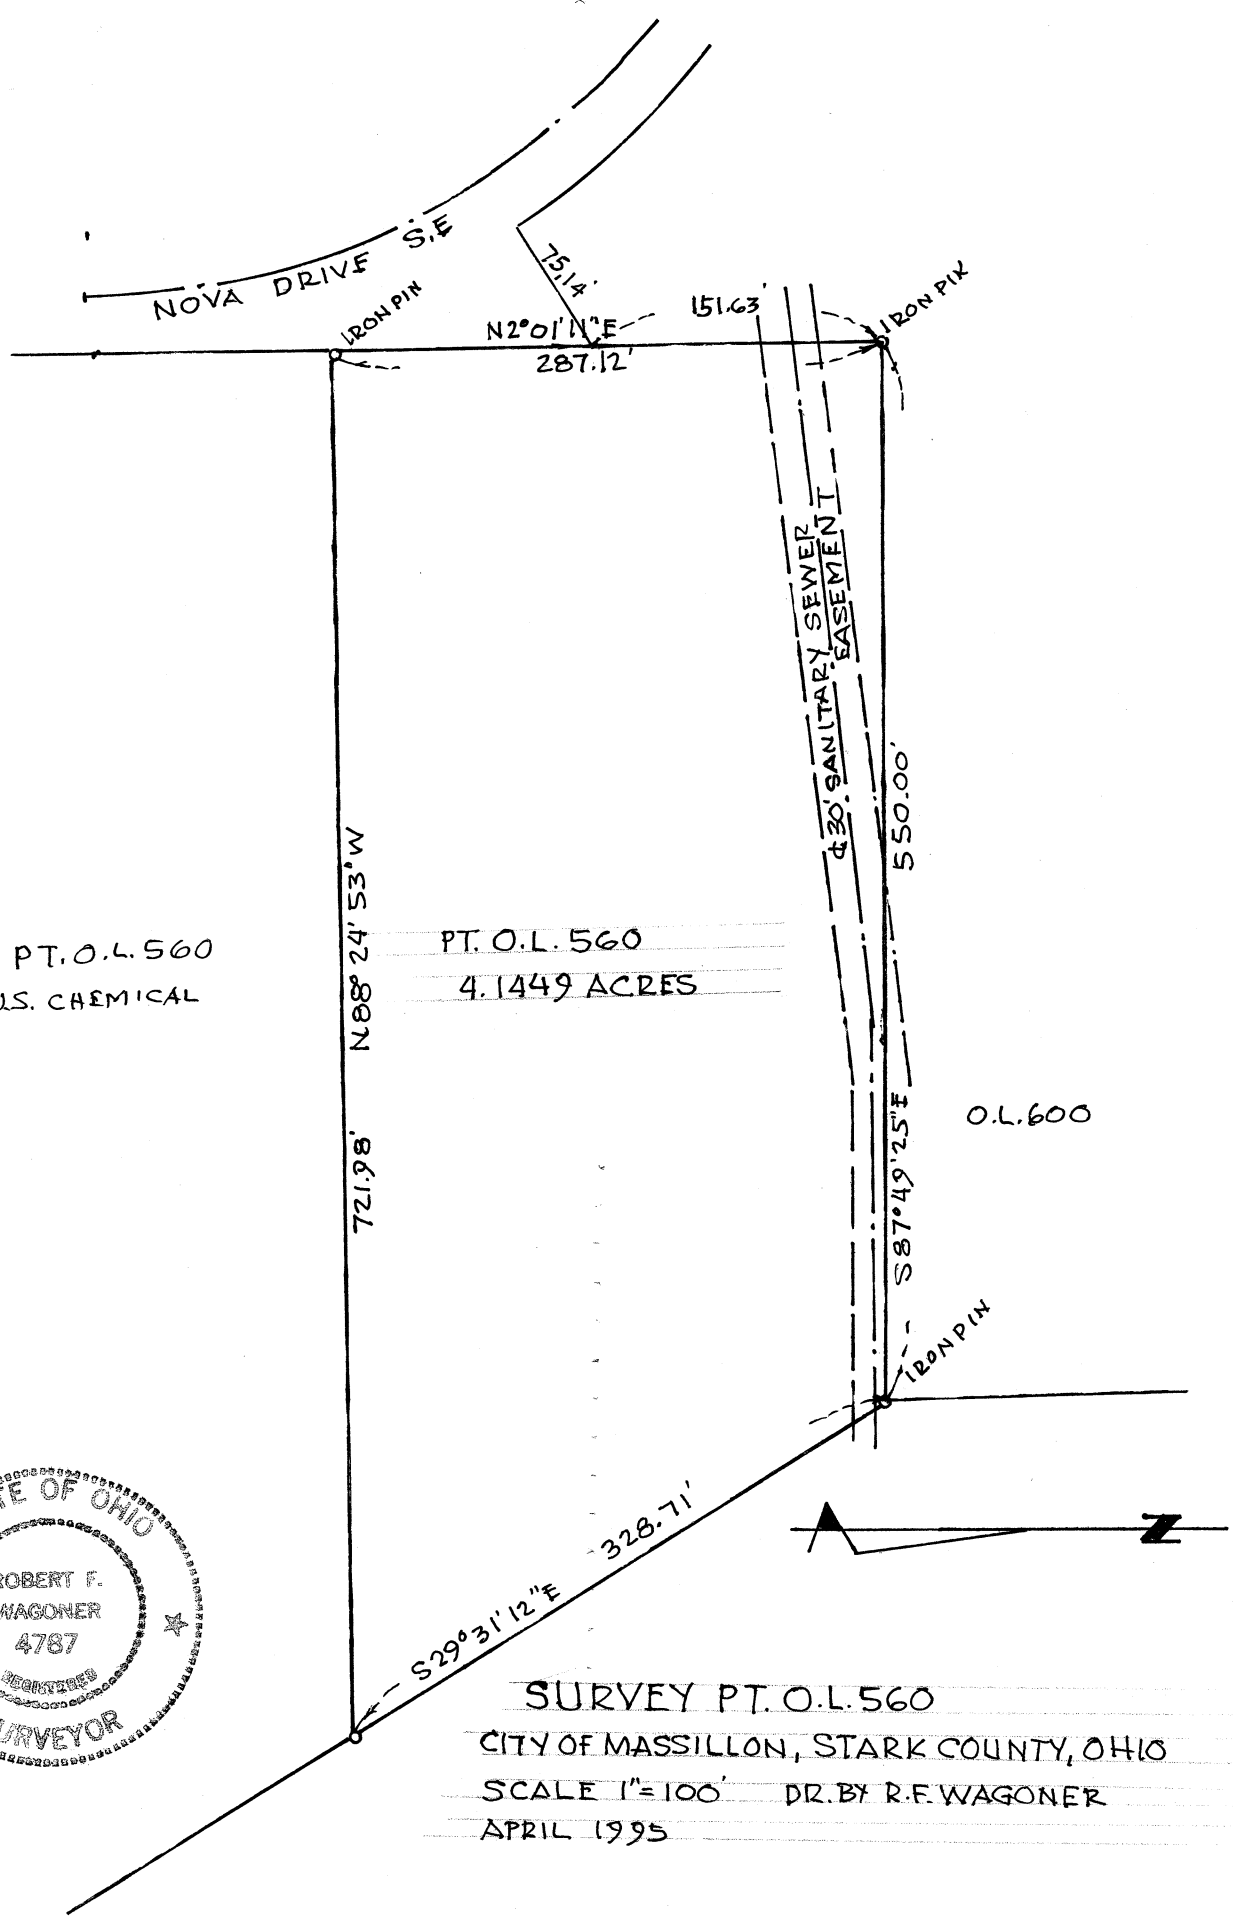 NOVA DRIVE S.E
IRON PIN
75.14'
N2°01'11"E
287.12'
151.63'
IRON PIN
℄ 30' SANITARY SEWER
EASEMENT
550.00'
S87°49'25"E
N88°24'53"W
721.98'
PT. O.L. 560
U.S. CHEMICAL
PT. O.L. 560
4.1449 ACRES
O.L. 600
IRON PIN
328.71'
S29°31'12"E
N
OF OHIO
ROBERT F.
WAGONER
4787
REGISTERED
SURVEYOR
SURVEY PT. O.L. 560
CITY OF MASSILLON, STARK COUNTY, OHIO
SCALE 1"=100' DR. BY R.F. WAGONER
APRIL 1995